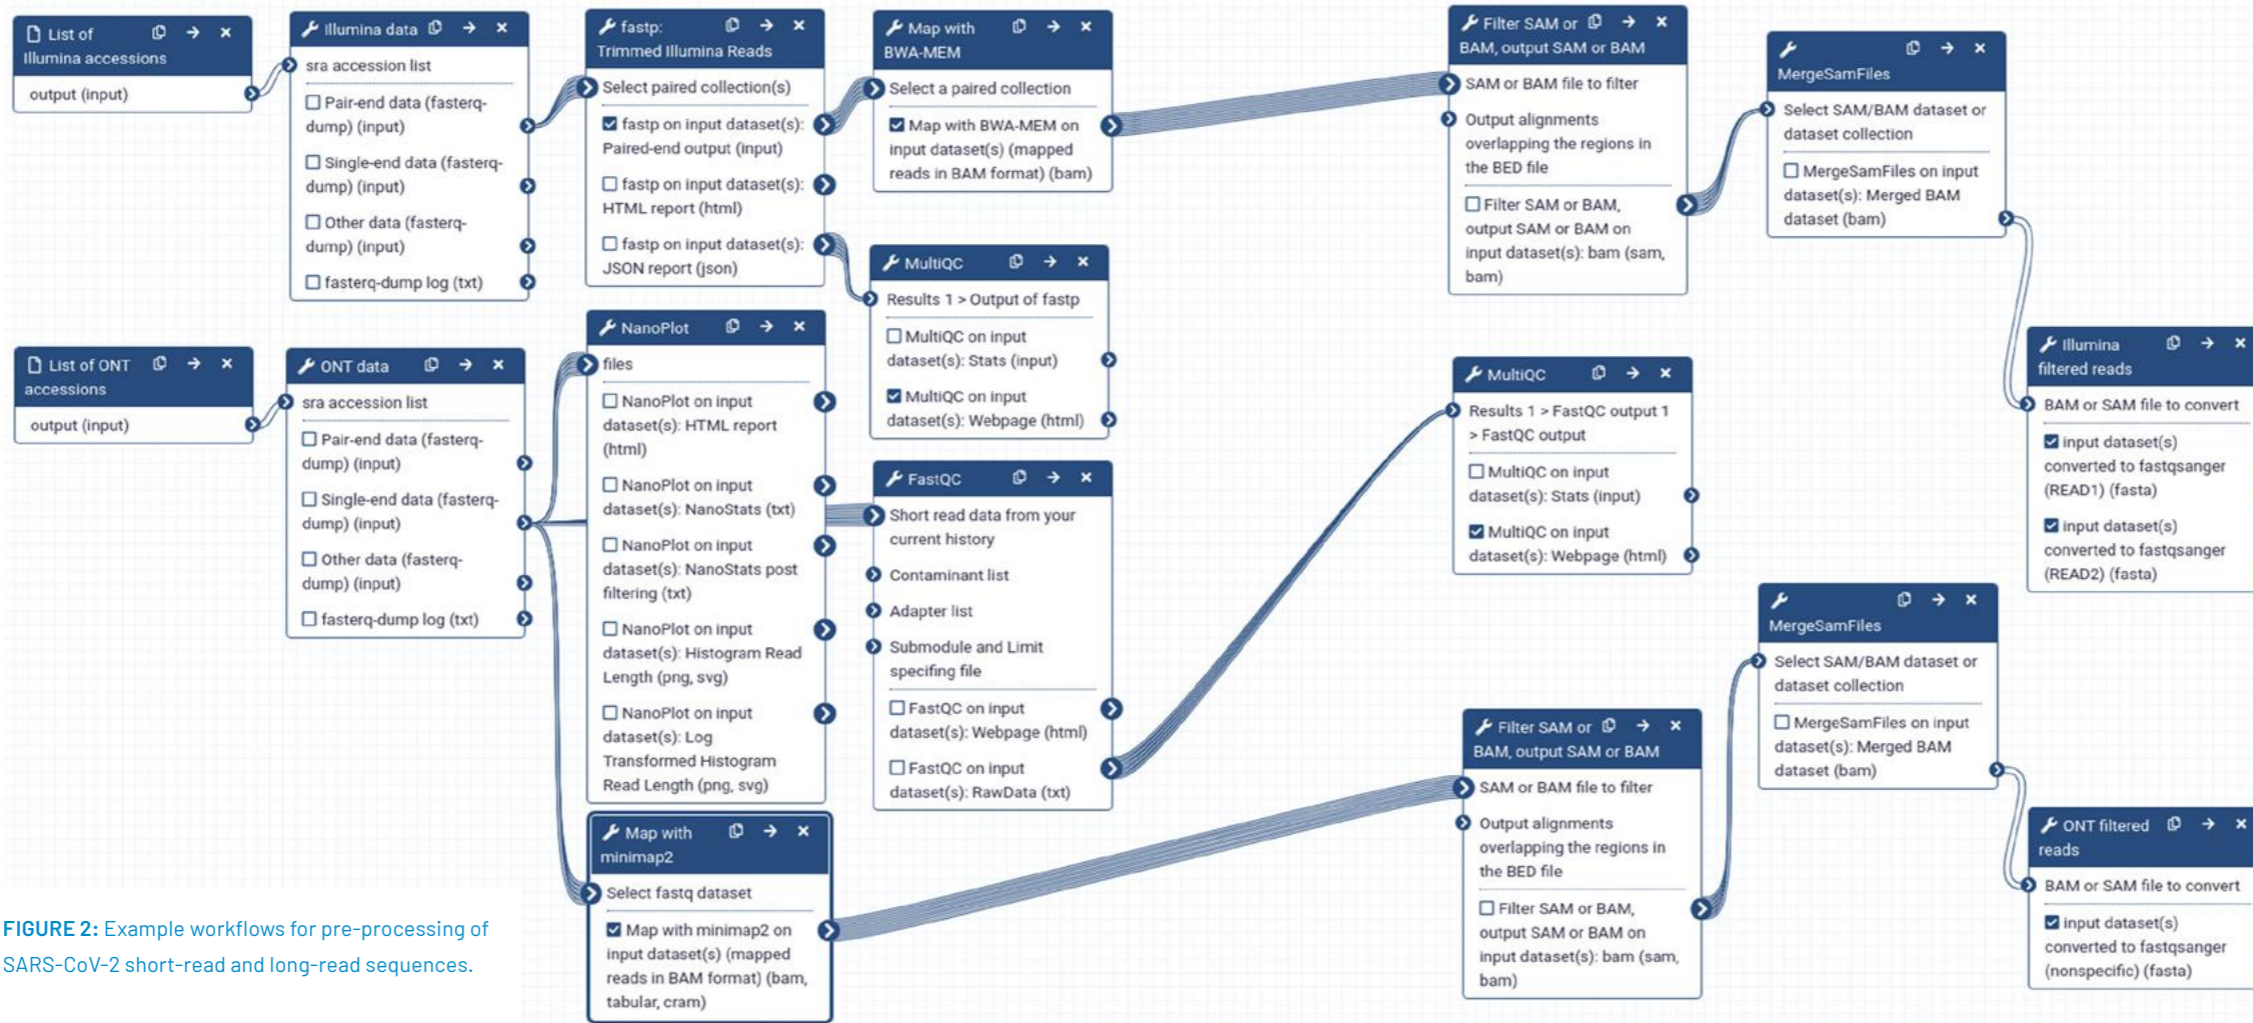 List of
Illumina accessions
output (input)
Illumina data
sra accession list
Pair-end data (fasterq-
dump) (input)
Single-end data (fasterq-
dump) (input)
Other data (fasterq-
dump) (input)
fasterq-dump log (txt)
fastp:
Trimmed Illumina Reads
Select paired collection(s)
fastp on input dataset(s):
Paired-end output (input)
fastp on input dataset(s):
HTML report (html)
fastp on input dataset(s):
JSON report (json)
Map with
BWA-MEM
Select a paired collection
Map with BWA-MEM on
input dataset(s) (mapped
reads in BAM format) (bam)
Filter SAM or
BAM, output SAM or BAM
SAM or BAM file to filter
Output alignments
overlapping the regions in
the BED file
Filter SAM or BAM,
output SAM or BAM on
input dataset(s): bam (sam,
bam)
MergeSamFiles
Select SAM/BAM dataset or
dataset collection
MergeSamFiles on input
dataset(s): Merged BAM
dataset (bam)
MultiQC
Results 1 > Output of fastp
MultiQC on input
dataset(s): Stats (input)
MultiQC on input
dataset(s): Webpage (html)
Illumina
filtered reads
BAM or SAM file to convert
input dataset(s)
converted to fastqsanger
(READ1) (fasta)
input dataset(s)
converted to fastqsanger
(READ2) (fasta)
List of ONT
accessions
output (input)
ONT data
sra accession list
Pair-end data (fasterq-
dump) (input)
Single-end data (fasterq-
dump) (input)
Other data (fasterq-
dump) (input)
fasterq-dump log (txt)
NanoPlot
files
NanoPlot on input
dataset(s): HTML report
(html)
NanoPlot on input
dataset(s): NanoStats (txt)
NanoPlot on input
dataset(s): NanoStats post
filtering (txt)
NanoPlot on input
dataset(s): Histogram Read
Length (png, svg)
NanoPlot on input
dataset(s): Log
Transformed Histogram
Read Length (png, svg)
FastQC
Short read data from your
current history
Contaminant list
Adapter list
Submodule and Limit
specifing file
FastQC on input
dataset(s): Webpage (html)
FastQC on input
dataset(s): RawData (txt)
MultiQC
Results 1 > FastQC output 1
> FastQC output
MultiQC on input
dataset(s): Stats (input)
MultiQC on input
dataset(s): Webpage (html)
MergeSamFiles
Select SAM/BAM dataset or
dataset collection
MergeSamFiles on input
dataset(s): Merged BAM
dataset (bam)
Map with
minimap2
Select fastq dataset
Map with minimap2 on
input dataset(s) (mapped
reads in BAM format) (bam,
tabular, cram)
Filter SAM or
BAM, output SAM or BAM
SAM or BAM file to filter
Output alignments
overlapping the regions in
the BED file
Filter SAM or BAM,
output SAM or BAM on
input dataset(s): bam (sam,
bam)
ONT filtered
reads
BAM or SAM file to convert
input dataset(s)
converted to fastqsanger
(nonspecific) (fasta)
FIGURE 2: Example workflows for pre-processing of
SARS-CoV-2 short-read and long-read sequences.